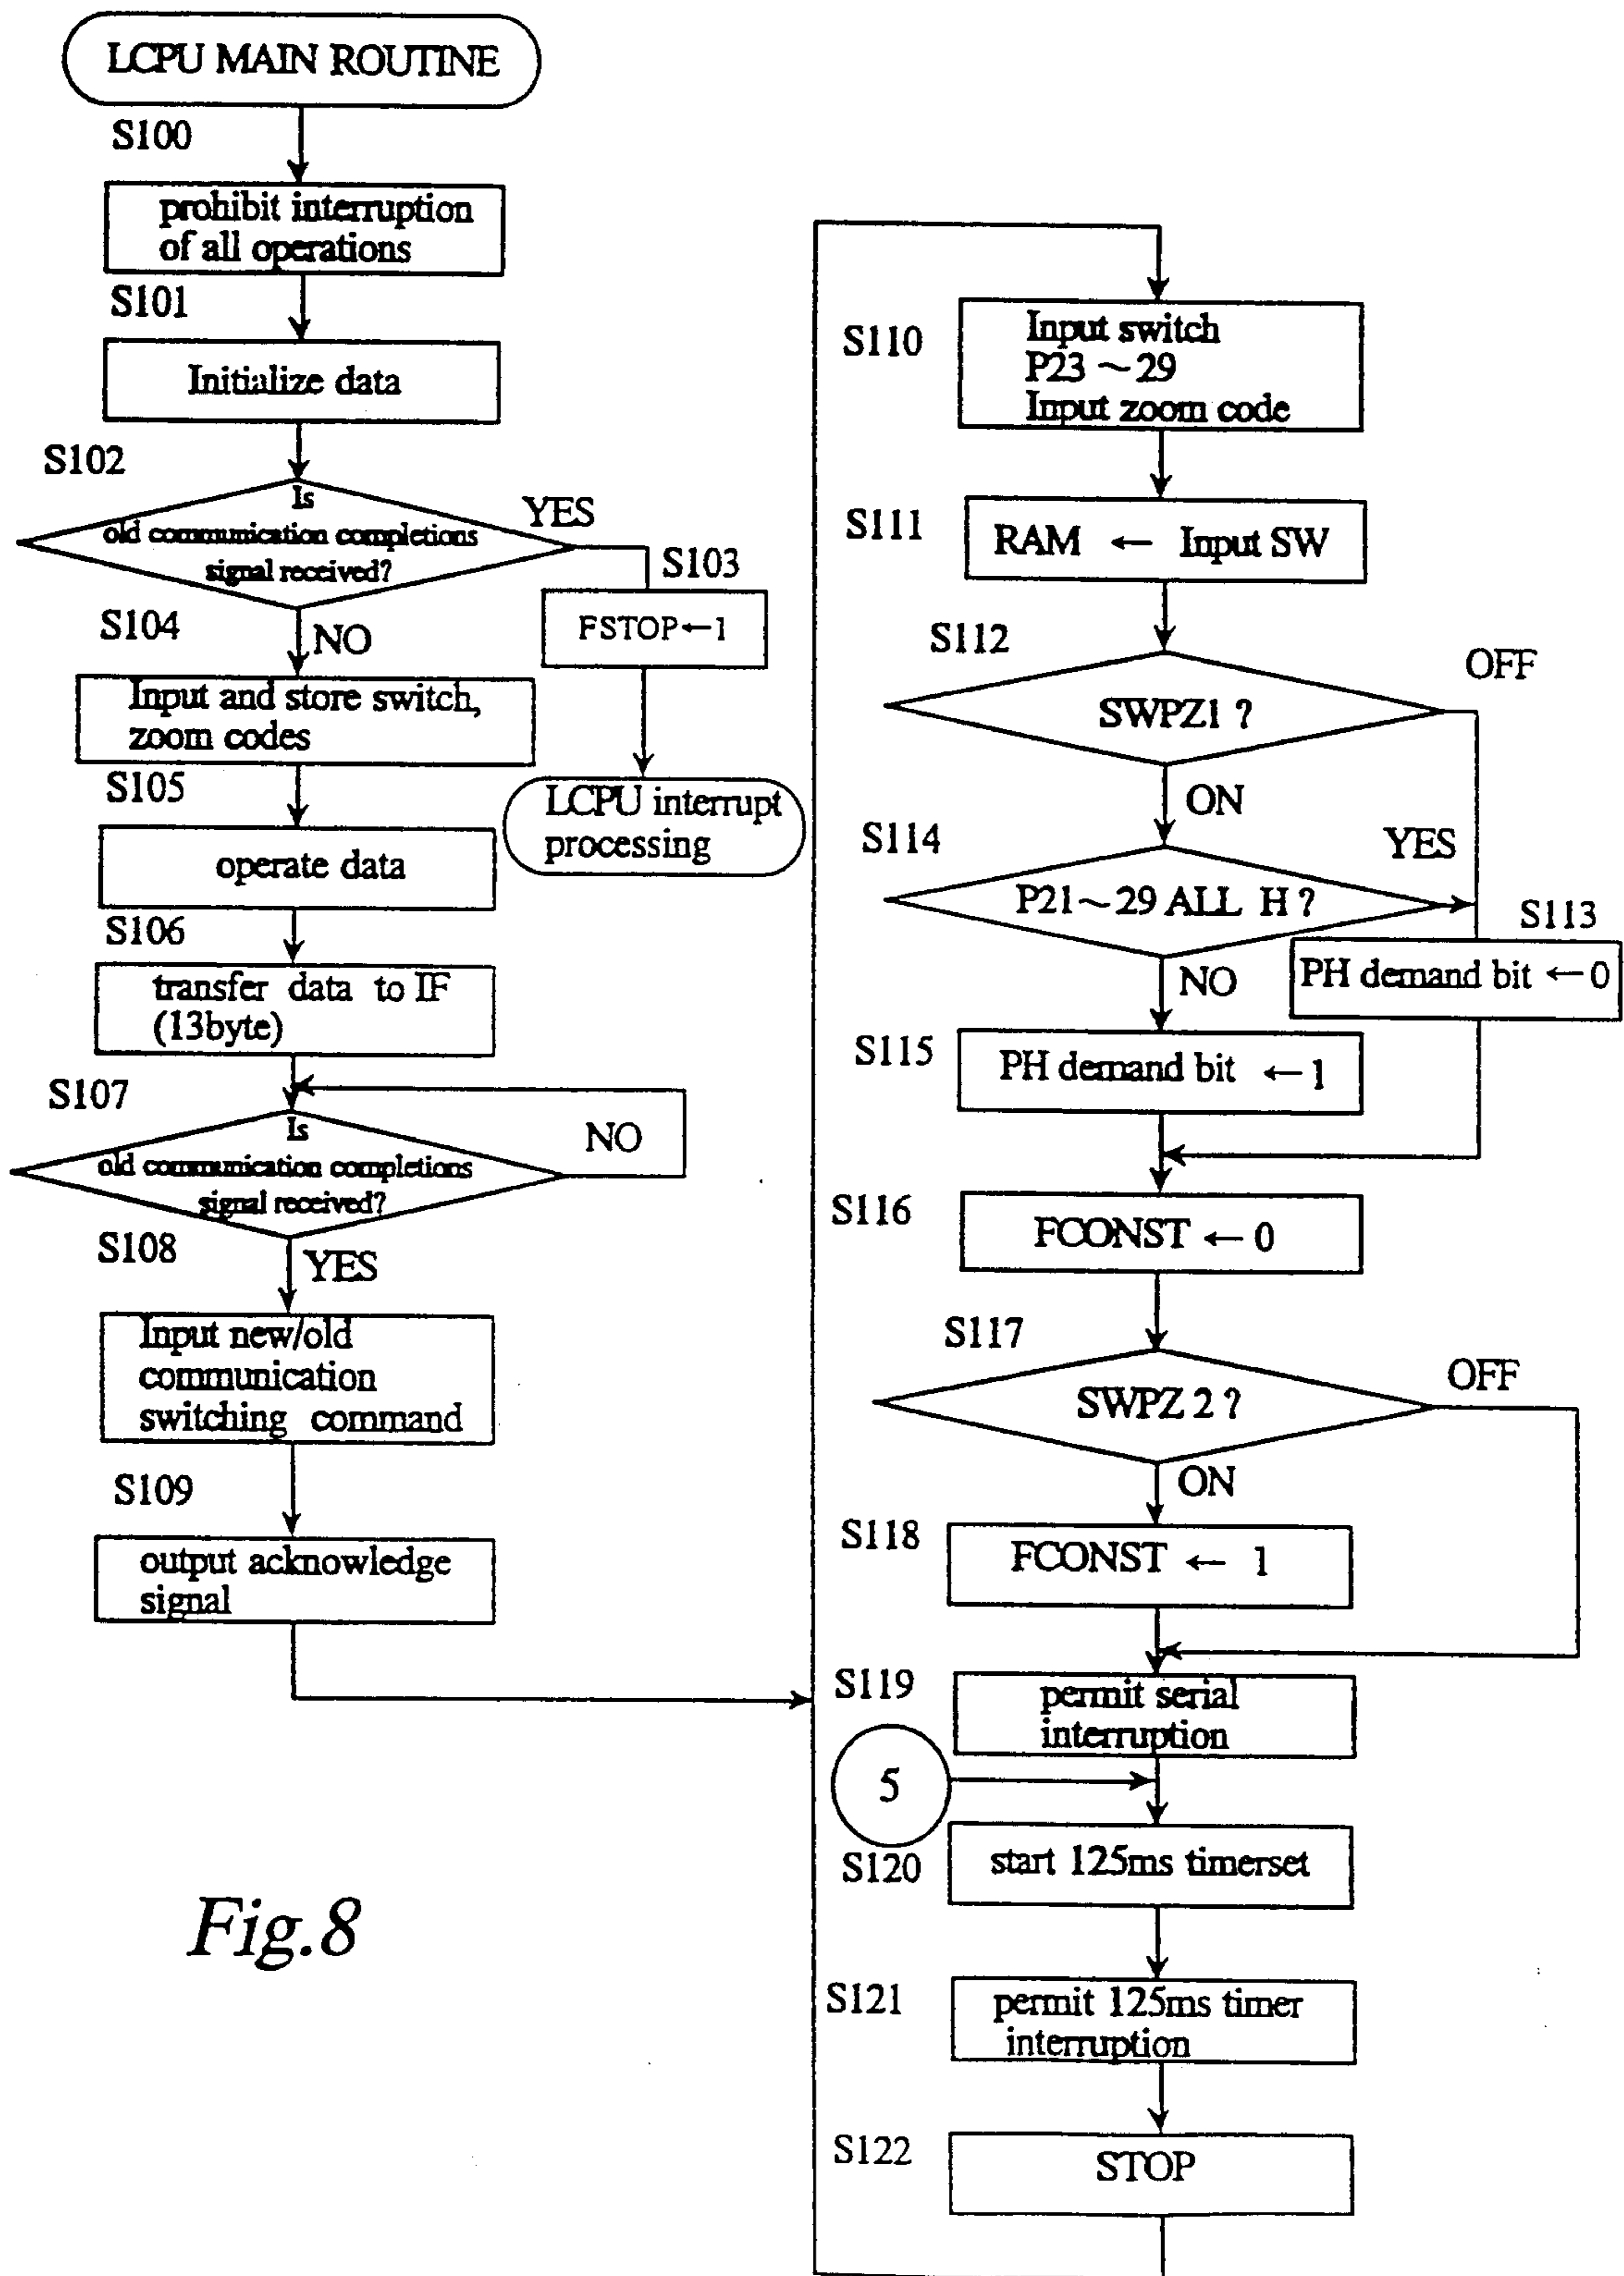 LCPU MAIN ROUTINE
S100
prohibit interruption
of all operations
S101
Initialize data
S102
Is
old communication completions
signal received?
YES
S103
FSTOP←1
LCPU interrupt
processing
S104
NO
Input and store switch,
zoom codes
S105
operate data
S106
transfer data to IF
(13byte)
S107
Is
old communication completions
signal received?
NO
S108
YES
Input new/old
communication
switching command
S109
output acknowledge
signal
S110
Input switch
P23 ~29
Input zoom code
S111
RAM ← Input SW
S112
SWPZ1 ?
OFF
ON
S114
P21~29 ALL H ?
YES
S113
PH demand bit ←0
NO
S115
PH demand bit ←1
S116
FCONST ← 0
S117
SWPZ 2 ?
OFF
ON
S118
FCONST ← 1
S119
permit serial
interruption
5
S120
start 125ms timerset
S121
permit 125ms timer
interruption
S122
STOP
Fig.8